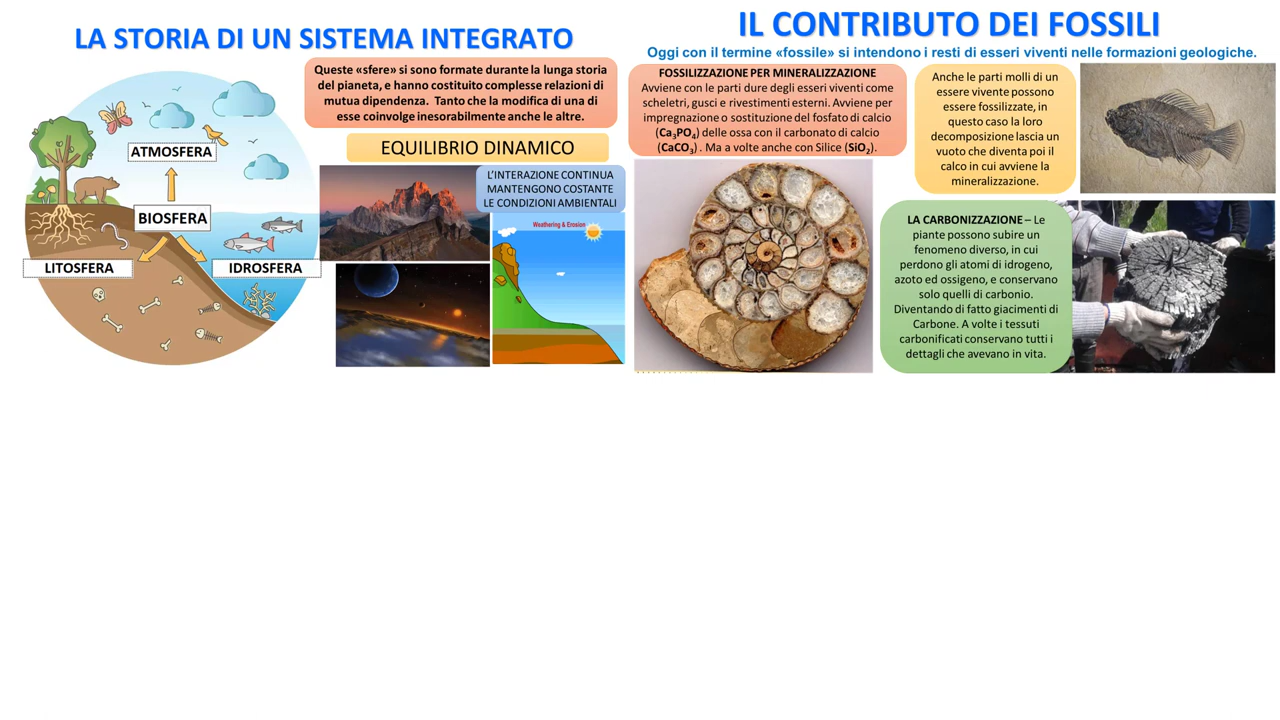 LA STORIA DI UN SISTEMA INTEGRATO
Queste «sfere» si sono formate durante la lunga storia
del pianeta, e hanno costituito complesse relazioni di
mutua dipendenza.  Tanto che la modifica di una di
esse coinvolge inesorabilmente anche le altre.
EQUILIBRIO DINAMICO
L'INTERAZIONE CONTINUA
MANTENGONO COSTANTE
LE CONDIZIONI AMBIENTALI
Weathering & Erosion
ATMOSFERA
BIOSFERA
LITOSFERA
IDROSFERA
IL CONTRIBUTO DEI FOSSILI
Oggi con il termine «fossile» si intendono i resti di esseri viventi nelle formazioni geologiche.
FOSSILIZZAZIONE PER MINERALIZZAZIONE
Avviene con le parti dure degli esseri viventi come
scheletri, gusci e rivestimenti esterni. Avviene per
impregnazione o sostituzione del fosfato di calcio
(Ca₃PO₄) delle ossa con il carbonato di calcio
(CaCO₃) . Ma a volte anche con Silice (SiO₂).
Anche le parti molli di un
essere vivente possono
essere fossilizzate, in
questo caso la loro
decomposizione lascia un
vuoto che diventa poi il
calco in cui avviene la
mineralizzazione.
LA CARBONIZZAZIONE – Le
piante possono subire un
fenomeno diverso, in cui
perdono gli atomi di idrogeno,
azoto ed ossigeno, e conservano
solo quelli di carbonio.
Diventando di fatto giacimenti di
Carbone. A volte i tessuti
carbonificati conservano tutti i
dettagli che avevano in vita.